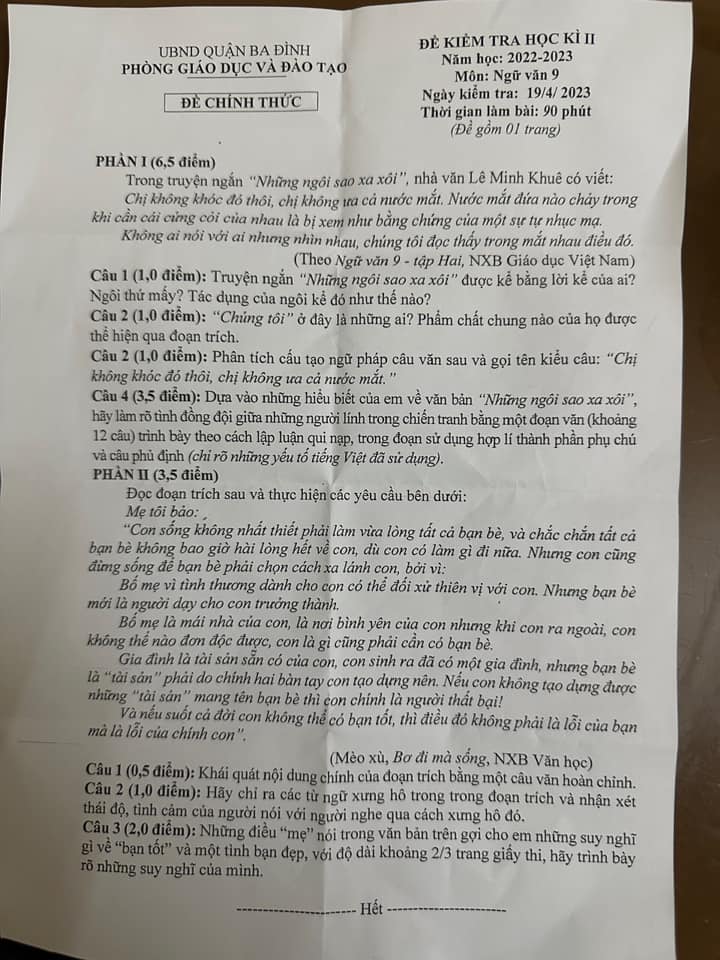 UBND QUẬN BA ĐÌNH
PHÒNG GIÁO DỤC VÀ ĐÀO TẠO
ĐỀ CHÍNH THỨC
ĐỀ KIỂM TRA HỌC KÌ II
Năm học: 2022-2023
Môn: Ngữ văn 9
Ngày kiểm tra: 19/4/ 2023
Thời gian làm bài: 90 phút
(Đề gồm 01 trang)
PHẦN I (6,5 điểm)
Trong truyện ngắn “Những ngôi sao xa xôi”, nhà văn Lê Minh Khuê có viết:
Chị không khóc đó thôi, chị không ưa cả nước mắt. Nước mắt đứa nào chảy trong
khi cần cái cứng cỏi của nhau là bị xem như bằng chứng của một sự tự nhục mạ.
Không ai nói với ai nhưng nhìn nhau, chúng tôi đọc thấy trong mắt nhau điều đó.
(Theo Ngữ văn 9 - tập Hai, NXB Giáo dục Việt Nam)
Câu 1 (1,0 điểm): Truyện ngắn “Những ngôi sao xa xôi” được kể bằng lời kể của ai?
Ngôi thứ mấy? Tác dụng của ngôi kể đó như thế nào?
Câu 2 (1,0 điểm): “Chúng tôi” ở đây là những ai? Phẩm chất chung nào của họ được
thể hiện qua đoạn trích.
Câu 2 (1,0 điểm): Phân tích cấu tạo ngữ pháp câu văn sau và gọi tên kiểu câu: “Chị
không khóc đó thôi, chị không ưa cả nước mắt.”
Câu 4 (3,5 điểm): Dựa vào những hiểu biết của em về văn bản “Những ngôi sao xa xôi”,
hãy làm rõ tình đồng đội giữa những người lính trong chiến tranh bằng một đoạn văn (khoảng
12 câu) trình bày theo cách lập luận qui nạp, trong đoạn sử dụng hợp lí thành phần phụ chú
và câu phủ định (chỉ rõ những yếu tố tiếng Việt đã sử dụng).
PHẦN II (3,5 điểm)
Đọc đoạn trích sau và thực hiện các yêu cầu bên dưới:
Mẹ tôi bảo:
“Con sống không nhất thiết phải làm vừa lòng tất cả bạn bè, và chắc chắn tất cả
bạn bè không bao giờ hài lòng hết về con, dù con có làm gì đi nữa. Nhưng con cũng
đừng sống để bạn bè phải chọn cách xa lánh con, bởi vì:
Bố mẹ vì tình thương dành cho con có thể đối xử thiên vị với con. Nhưng bạn bè
mới là người dạy cho con trưởng thành.
Bố mẹ là mái nhà của con, là nơi bình yên của con nhưng khi con ra ngoài, con
không thể nào đơn độc được, con là gì cũng phải cần có bạn bè.
Gia đình là tài sản sẵn có của con, con sinh ra đã có một gia đình, nhưng bạn bè
là “tài sản” phải do chính hai bàn tay con tạo dựng nên. Nếu con không tạo dựng được
những “tài sản” mang tên bạn bè thì con chính là người thất bại!
Và nếu suốt cả đời con không thể có bạn tốt, thì điều đó không phải là lỗi của bạn
mà là lỗi của chính con”.
(Mèo xù, Bơ đi mà sống, NXB Văn học)
Câu 1 (0,5 điểm): Khái quát nội dung chính của đoạn trích bằng một câu văn hoàn chỉnh.
Câu 2 (1,0 điểm): Hãy chỉ ra các từ ngữ xưng hô trong trong đoạn trích và nhận xét
thái độ, tình cảm của người nói với người nghe qua cách xưng hô đó.
Câu 3 (2,0 điểm): Những điều “mẹ” nói trong văn bản trên gợi cho em những suy nghĩ
gì về “bạn tốt” và một tình bạn đẹp, với độ dài khoảng 2/3 trang giấy thi, hãy trình bày
rõ những suy nghĩ của mình.
----------------------- Hết -----------------------